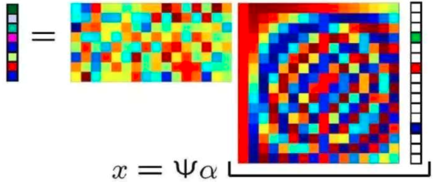 =
x = Ψα